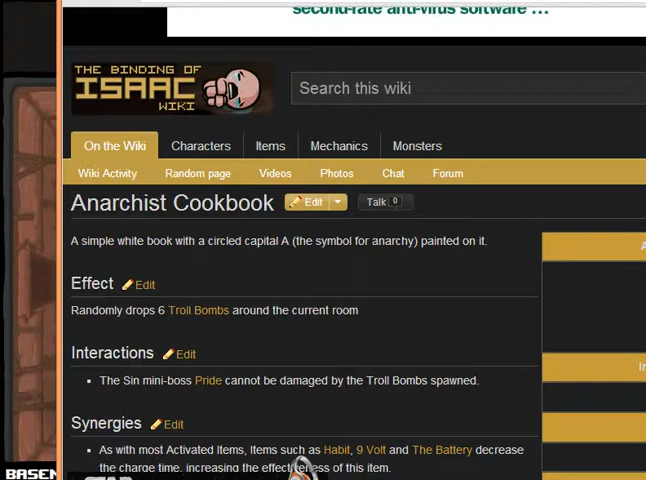 second-rate anti-virus software ...
THE BINDING OF
ISAAC
WIKI
Search this wiki
On the Wiki Characters Items Mechanics Monsters
Wiki Activity Random page Videos Photos Chat Forum
Anarchist Cookbook Edit Talk 0
A simple white book with a circled capital A (the symbol for anarchy) painted on it.
Effect Edit
Randomly drops 6 Troll Bombs around the current room
Interactions Edit
The Sin mini-boss Pride cannot be damaged by the Troll Bombs spawned.
Synergies Edit
As with most Activated Items, Items such as Habit, 9 Volt and The Battery decrease
the charge time, increasing the effectiveness of this item.